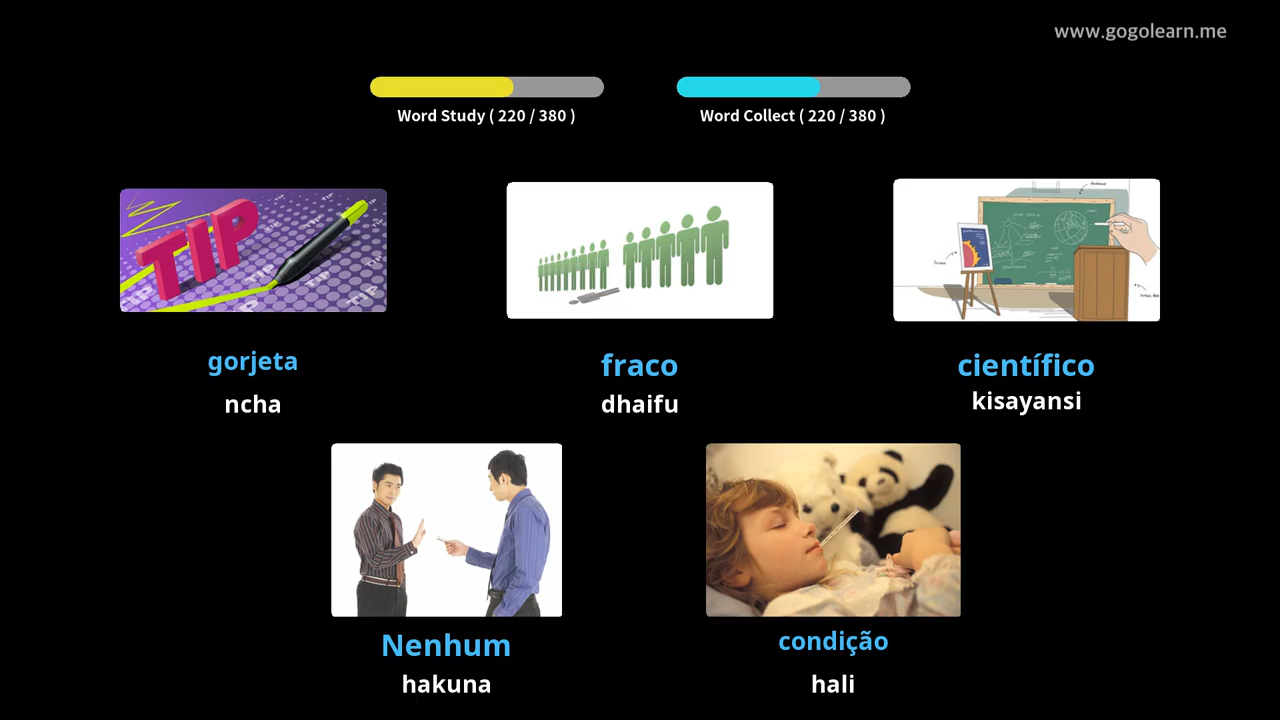 www.gogolearn.me
Word Study ( 220 / 380 )
Word Collect ( 220 / 380 )
TIP
gorjeta
ncha
fraco
dhaifu
científico
kisayansi
Nenhum
hakuna
condição
hali